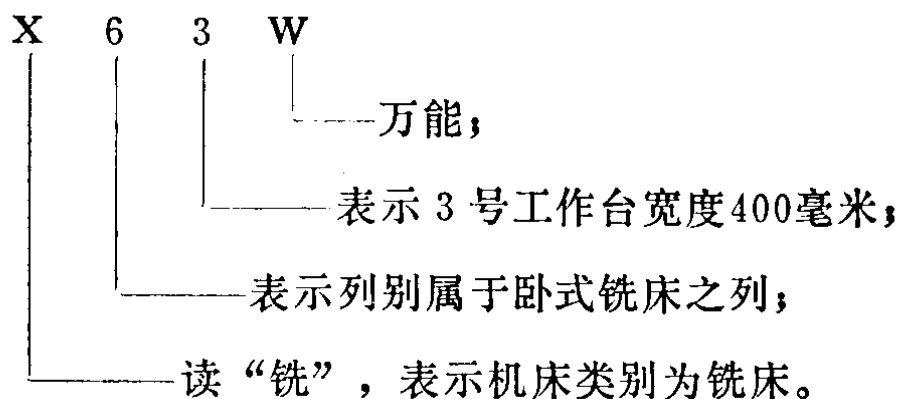 X 6 3 W
万能；
表示 3 号工作台宽度400毫米；
表示列别属于卧式铣床之列；
读“铣”，表示机床类别为铣床。